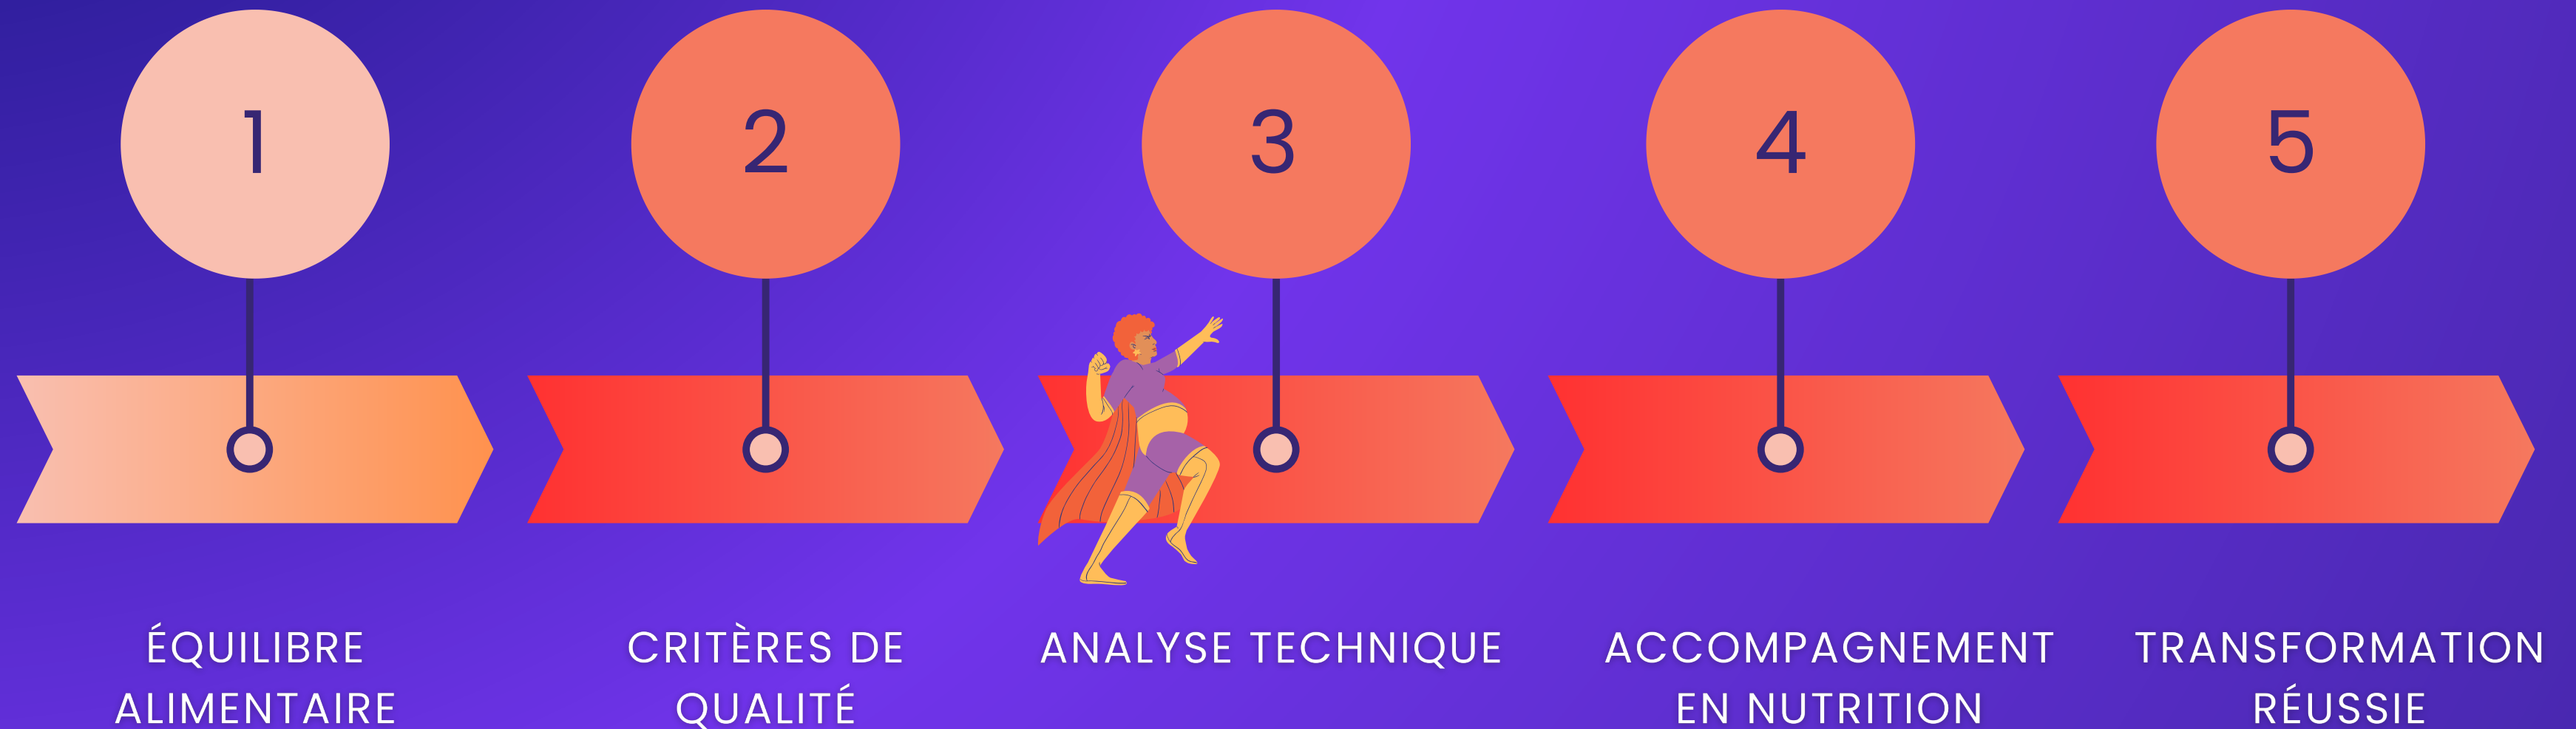 1
2
3
4
5
ÉQUILIBRE
ALIMENTAIRE
CRITÈRES DE
QUALITÉ
ANALYSE TECHNIQUE
ACCOMPAGNEMENT
EN NUTRITION
TRANSFORMATION
RÉUSSIE